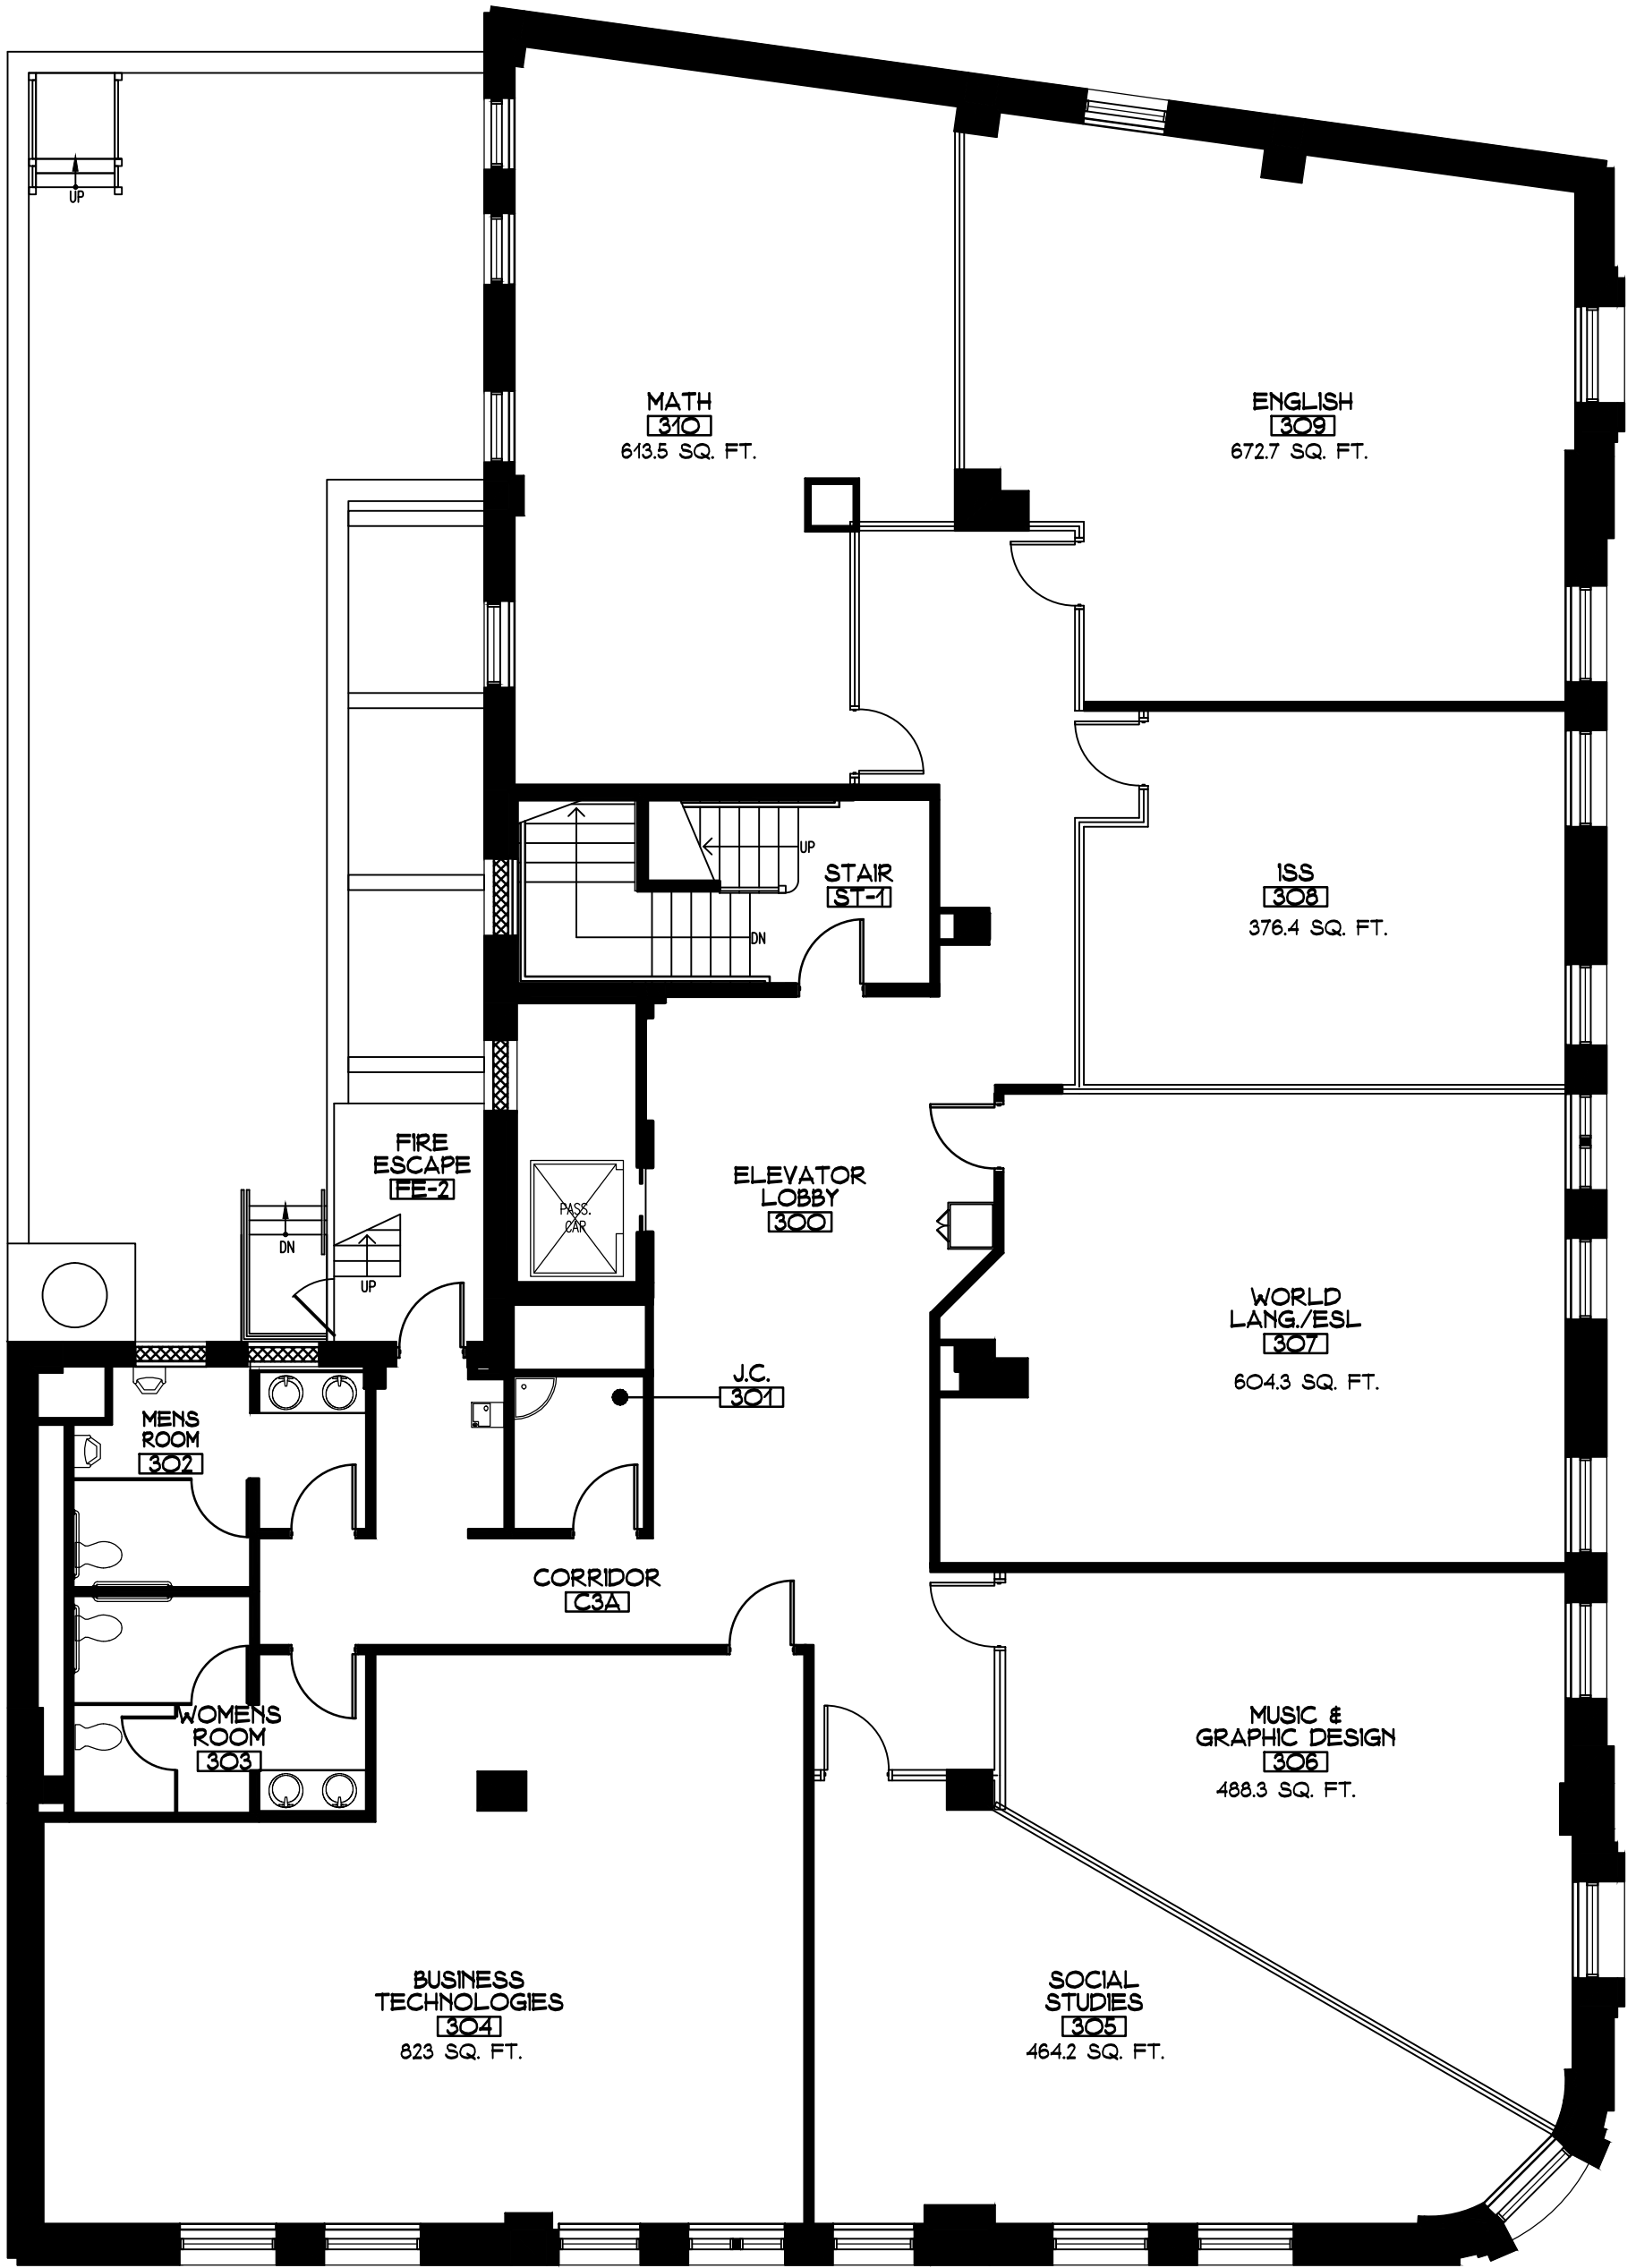 UP
MATH
310
613.5 SQ. FT.
ENGLISH
309
672.7 SQ. FT.
UP
STAIR
ST-1
DN
ISS
308
376.4 SQ. FT.
FIRE
ESCAPE
FE-2
DN
UP
PASS.
CAR
ELEVATOR
LOBBY
300
WORLD
LANG./ESL
307
604.3 SQ. FT.
J.C.
301
MENS
ROOM
302
CORRIDOR
C3A
WOMENS
ROOM
303
MUSIC &
GRAPHIC DESIGN
306
488.3 SQ. FT.
BUSINESS
TECHNOLOGIES
304
823 SQ. FT.
SOCIAL
STUDIES
305
464.2 SQ. FT.